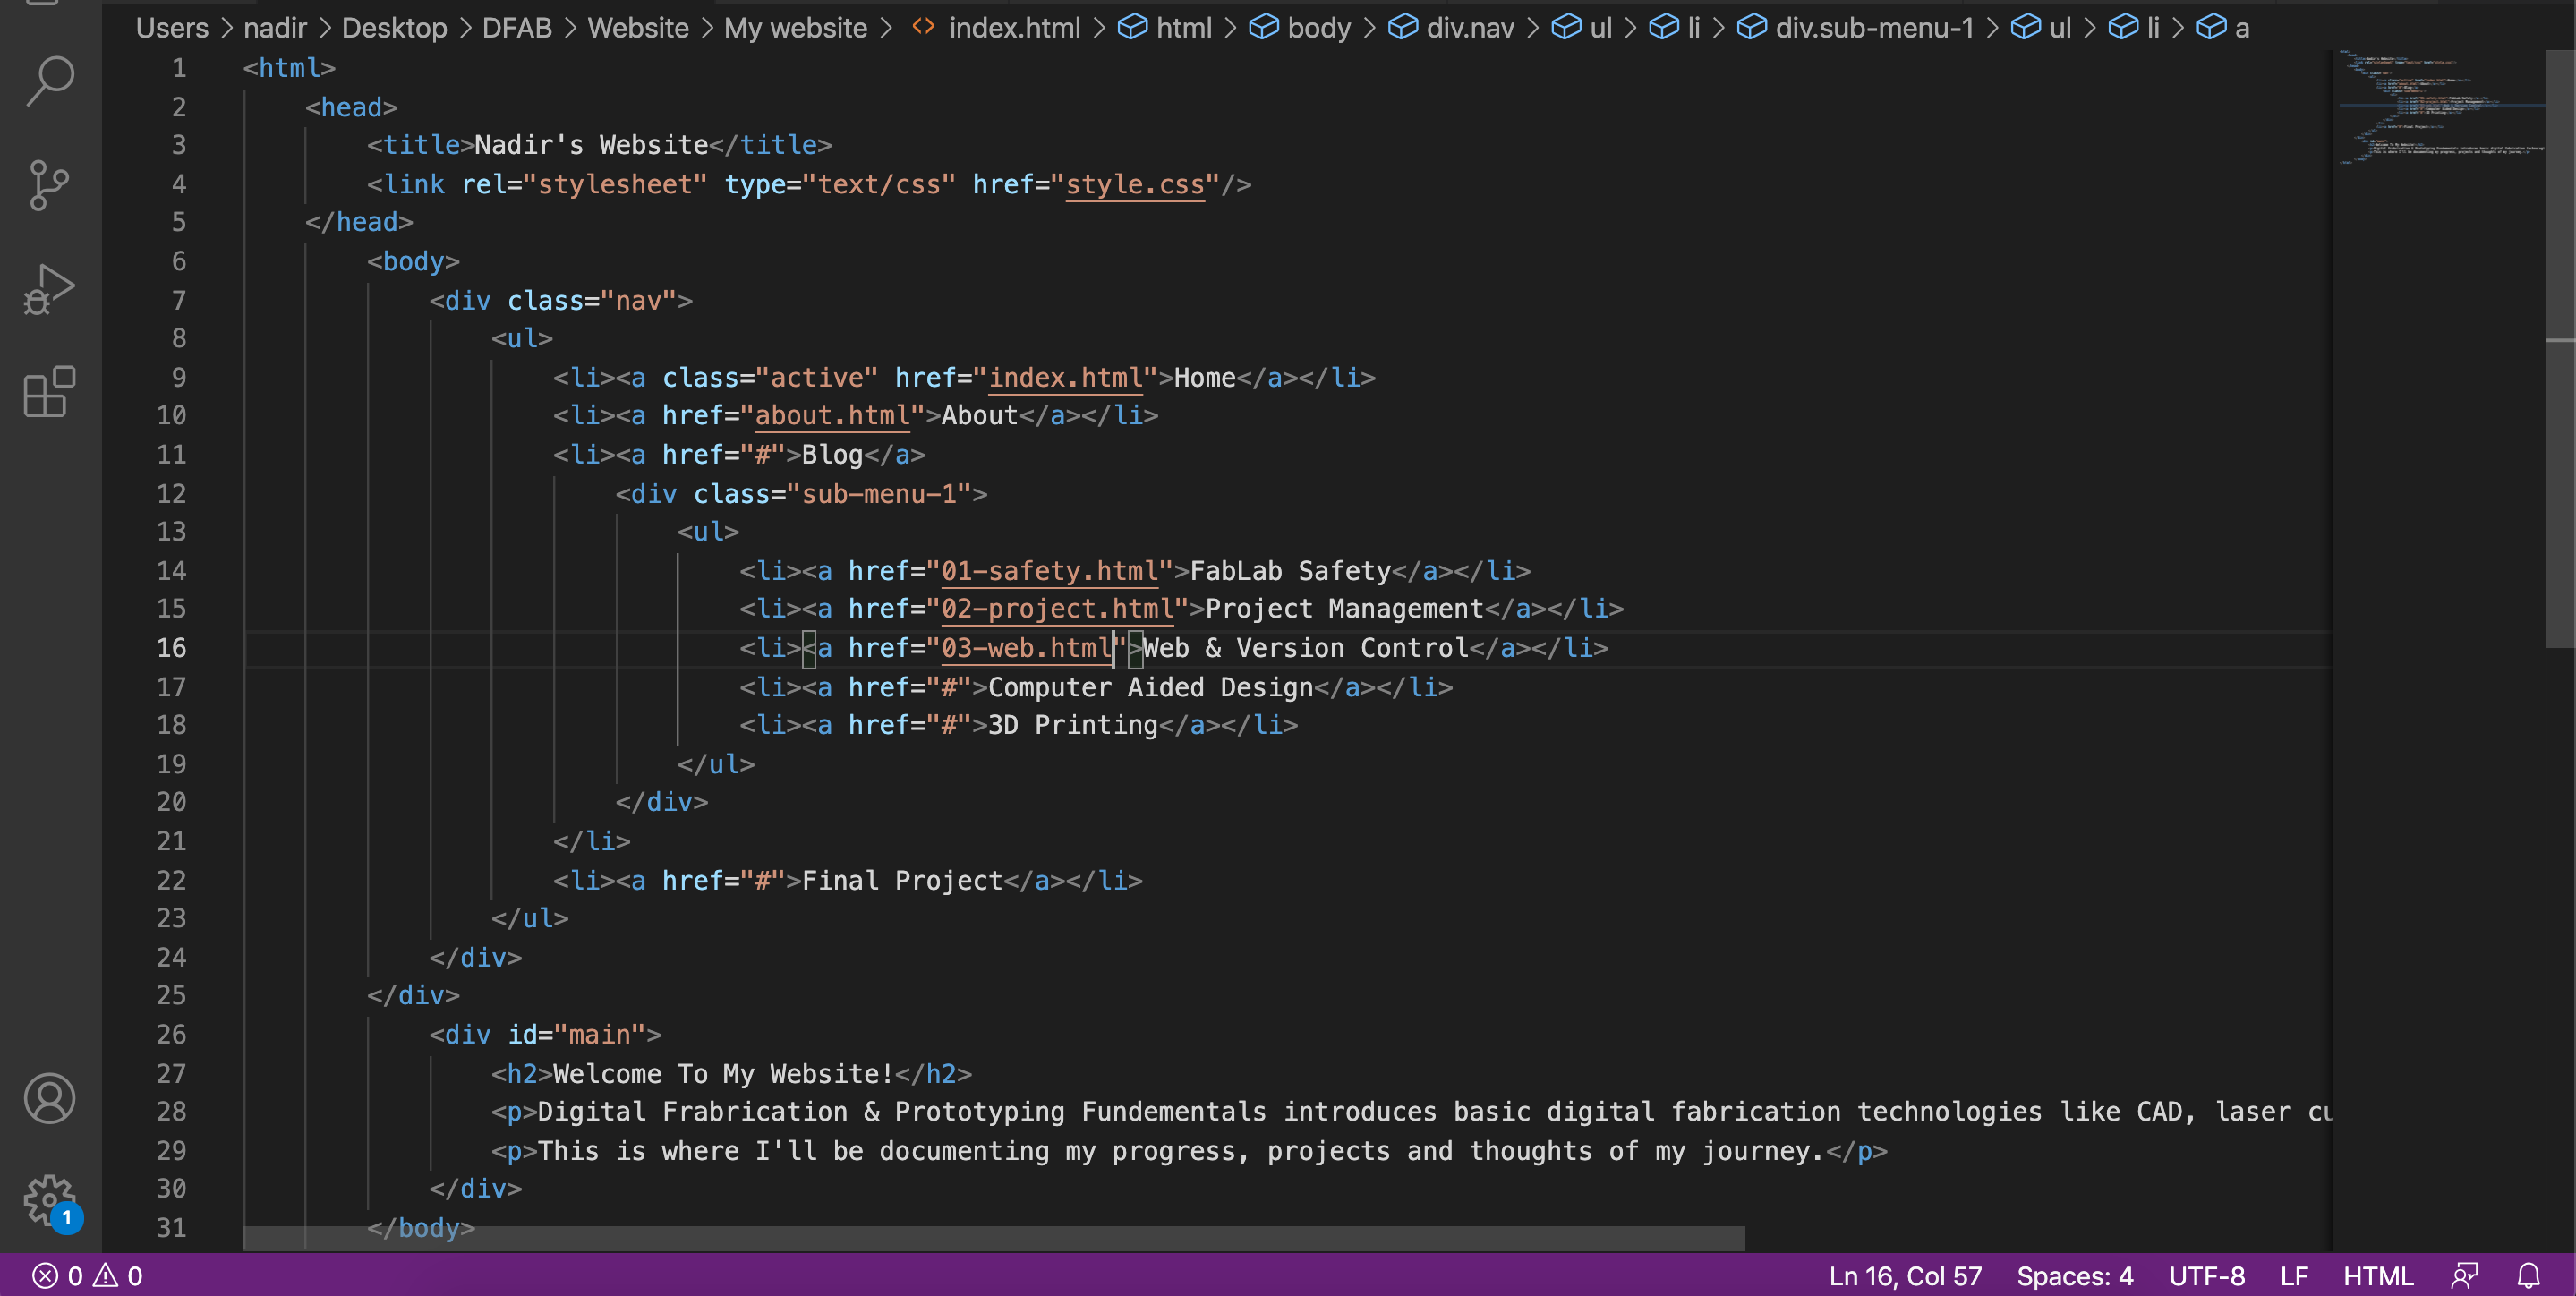 Users > nadir > Desktop > DFAB > Website > My website > <> index.html > html > body > div.nav > ul > li > div.sub-menu-1 > ul > li > a
1 <html>
2 <head>
3 <title>Nadir's Website</title>
4 <link rel="stylesheet" type="text/css" href="style.css"/>
5 </head>
6 <body>
7 <div class="nav">
8 <ul>
9 <li><a class="active" href="index.html">Home</a></li>
10 <li><a href="about.html">About</a></li>
11 <li><a href="#">Blog</a>
12 <div class="sub-menu-1">
13 <ul>
14 <li><a href="01-safety.html">FabLab Safety</a></li>
15 <li><a href="02-project.html">Project Management</a></li>
16 <li><a href="03-web.html">Web & Version Control</a></li>
17 <li><a href="#">Computer Aided Design</a></li>
18 <li><a href="#">3D Printing</a></li>
19 </ul>
20 </div>
21 </li>
22 <li><a href="#">Final Project</a></li>
23 </ul>
24 </div>
25 </div>
26 <div id="main">
27 <h2>Welcome To My Website!</h2>
28 <p>Digital Frabrication & Prototyping Fundementals introduces basic digital fabrication technologies like CAD, laser cu
29 <p>This is where I'll be documenting my progress, projects and thoughts of my journey.</p>
30 </div>
31 </body>
1
0 0 Ln 16, Col 57 Spaces: 4 UTF-8 LF HTML